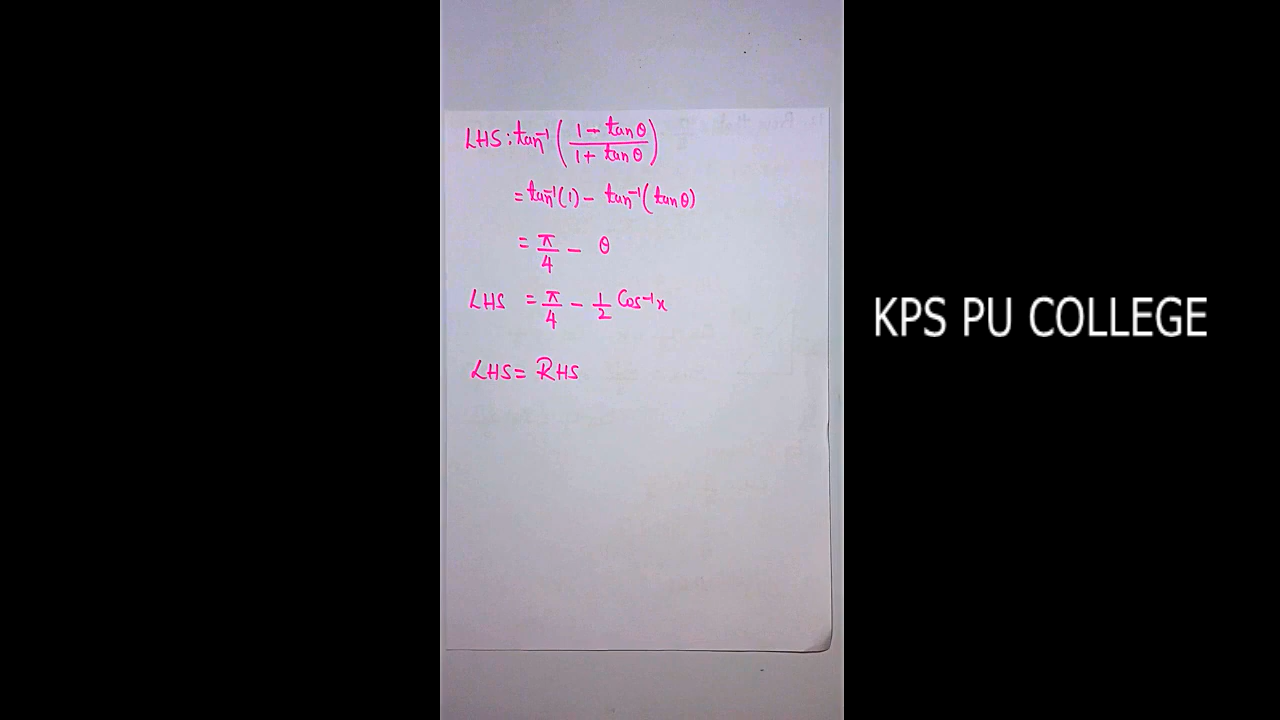 LHS: tan⁻¹ ( (1 - tan θ) / (1 + tan θ) )
= tan⁻¹(1) - tan⁻¹(tan θ)
= π/4 - θ
LHS = π/4 - 1/2 Cos⁻¹x
LHS = RHS
KPS PU COLLEGE